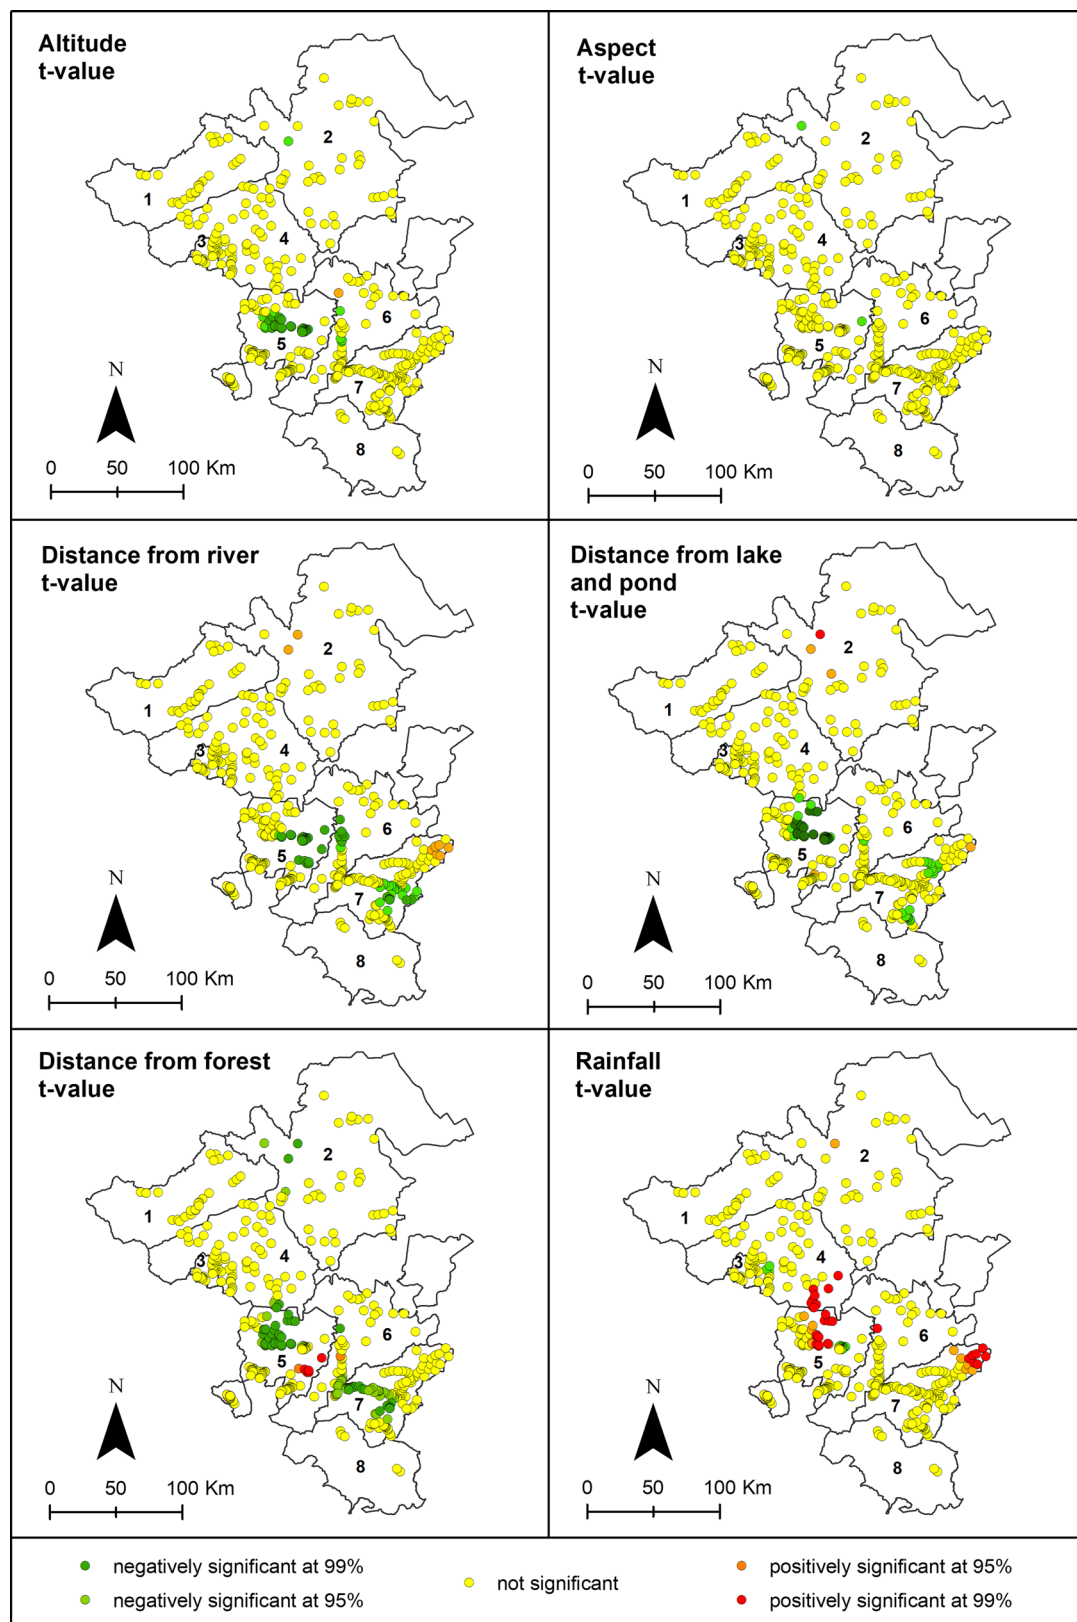 Altitude
t-value
2
1
3
4
6
5
7
8
N
0 50 100 Km
Aspect
t-value
2
1
3
4
6
5
7
8
N
0 50 100 Km
Distance from river
t-value
2
1
3
4
6
5
7
8
N
0 50 100 Km
Distance from lake
and pond
t-value
2
1
3
4
6
5
7
8
N
0 50 100 Km
Distance from forest
t-value
2
1
3
4
6
5
7
8
N
0 50 100 Km
Rainfall
t-value
2
1
3
4
6
5
7
8
N
0 50 100 Km
negatively significant at 99%
negatively significant at 95%
not significant
positively significant at 95%
positively significant at 99%